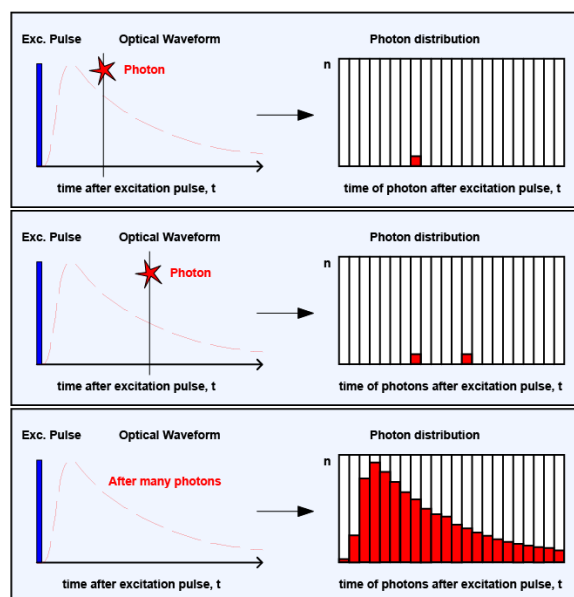 Exc. Pulse Optical Waveform Photon distribution
n
Photon
time after excitation pulse, t time of photon after excitation pulse, t
Exc. Pulse Optical Waveform Photon distribution
n
Photon
time after excitation pulse, t time of photons after excitation pulse, t
Exc. Pulse Optical Waveform Photon distribution
n
After many photons
time after excitation pulse, t time of photons after excitation pulse, t